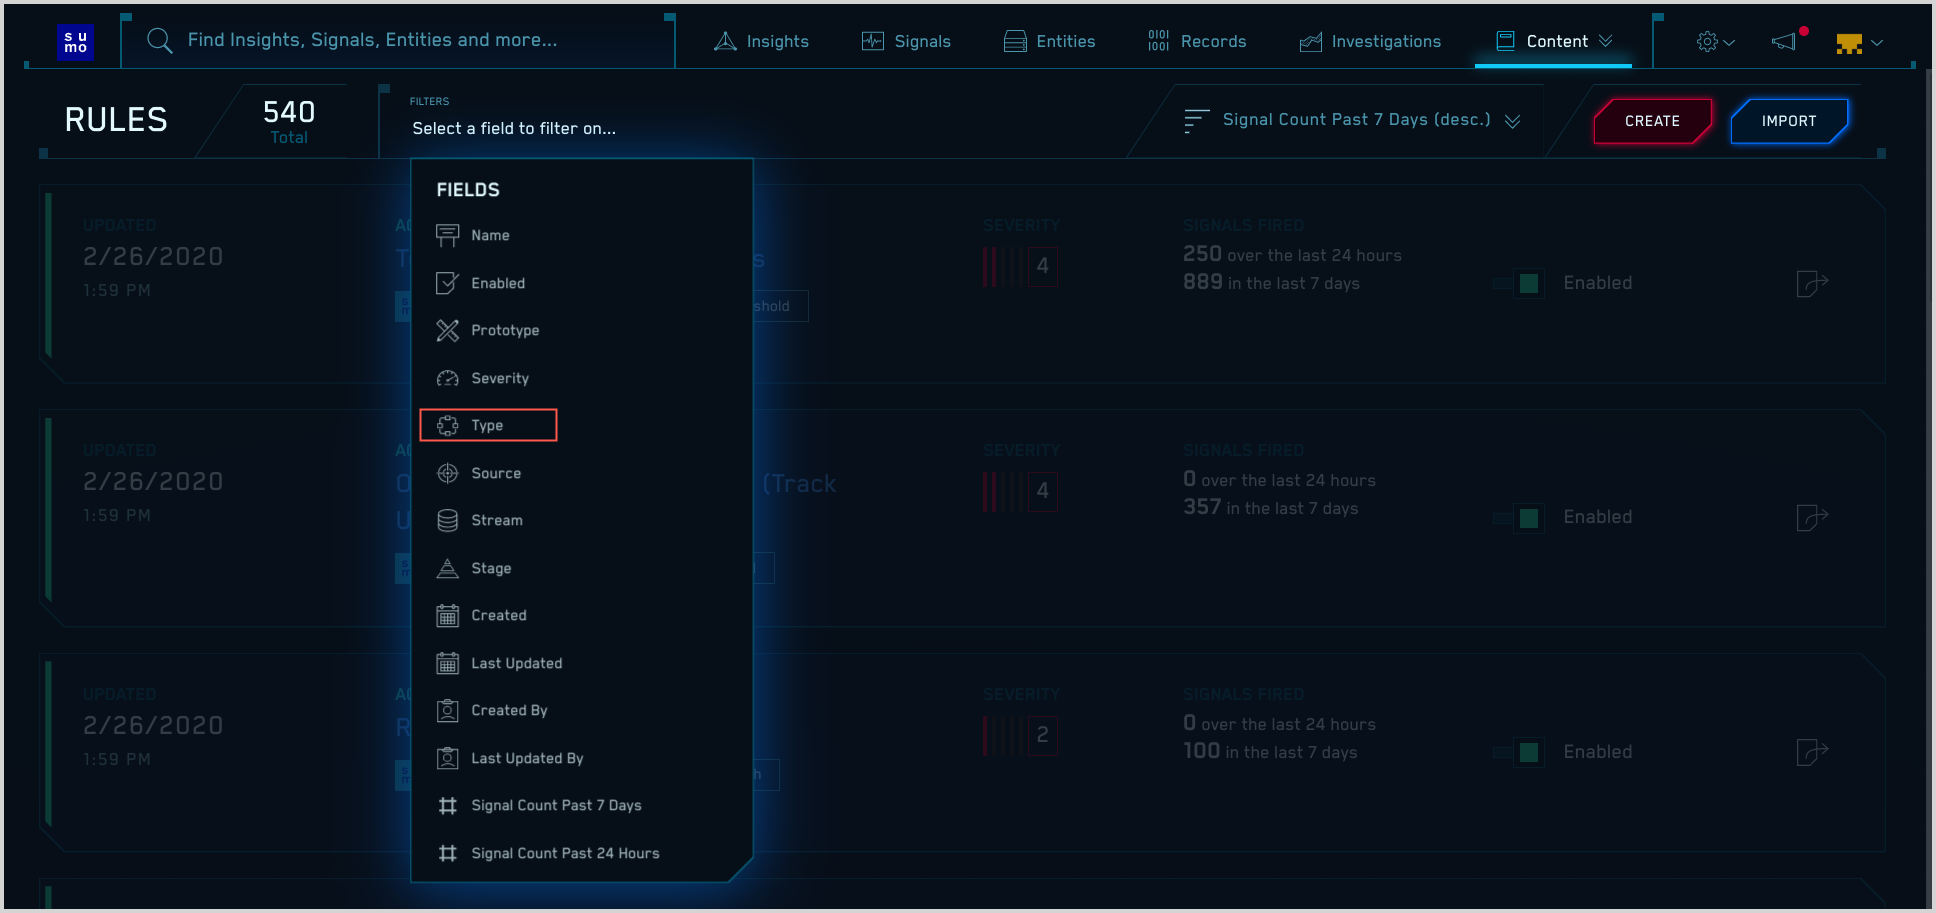 su
mo
Find Insights, Signals, Entities and more...
Insights
Signals
Entities
0101
1001
Records
Investigations
Content
RULES
540
Total
FILTERS
Select a field to filter on...
Signal Count Past 7 Days (desc.)
CREATE
IMPORT
FIELDS
Name
Enabled
Prototype
Severity
Type
Source
Stream
Stage
Created
Last Updated
Created By
Last Updated By
Signal Count Past 7 Days
Signal Count Past 24 Hours
UPDATED
2/26/2020
1:59 PM
SEVERITY
4
SIGNALS FIRED
250 over the last 24 hours
889 in the last 7 days
Enabled
UPDATED
2/26/2020
1:59 PM
(Track
SEVERITY
4
SIGNALS FIRED
0 over the last 24 hours
357 in the last 7 days
Enabled
UPDATED
2/26/2020
1:59 PM
SEVERITY
2
SIGNALS FIRED
0 over the last 24 hours
100 in the last 7 days
Enabled